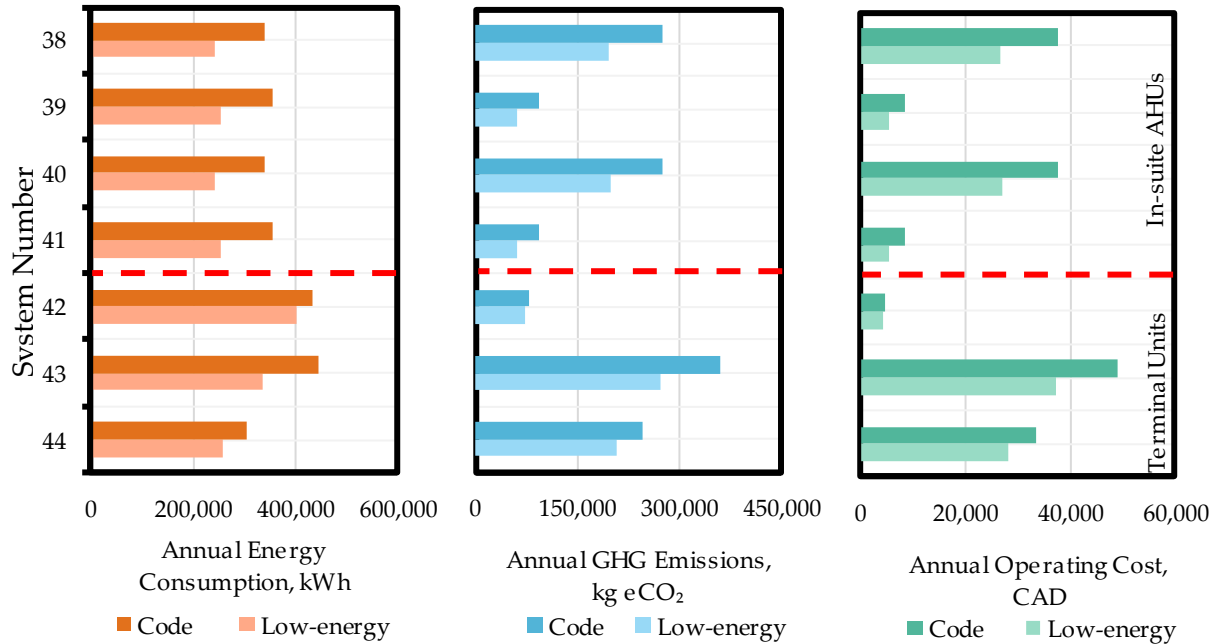 System Number
38
39
40
41
42
43
44
0 200,000 400,000 600,000
Annual Energy
Consumption, kWh
Code Low-energy
0 150,000 300,000 450,000
Annual GHG Emissions,
kg eCO₂
Code Low-energy
In-suite AHUs
Terminal Units
0 20,000 40,000 60,000
Annual Operating Cost,
CAD
Code Low-energy